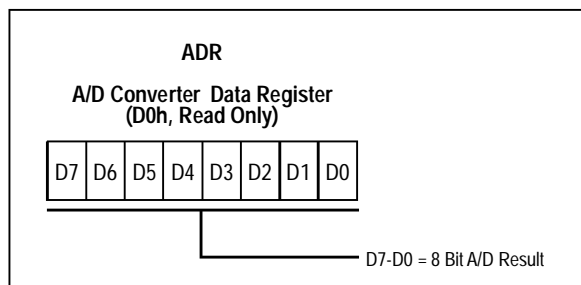 ADR
A/D Converter Data Register
(D0h, Read Only)
D7 D6 D5 D4 D3 D2 D1 D0
D7-D0 = 8 Bit A/D Result